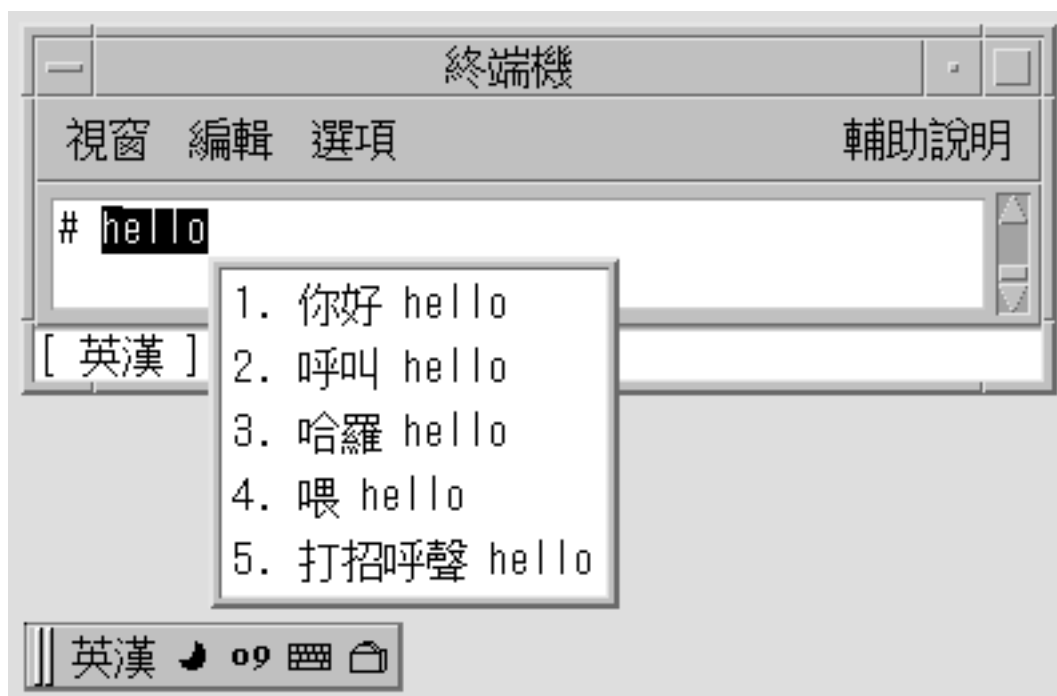 終端機
視窗 編輯 選項 輔助說明
# hello
1. 你好 hello
[ 英漢 ]
2. 呼叫 hello
3. 哈羅 hello
4. 喂 hello
5. 打招呼聲 hello
英漢 o9